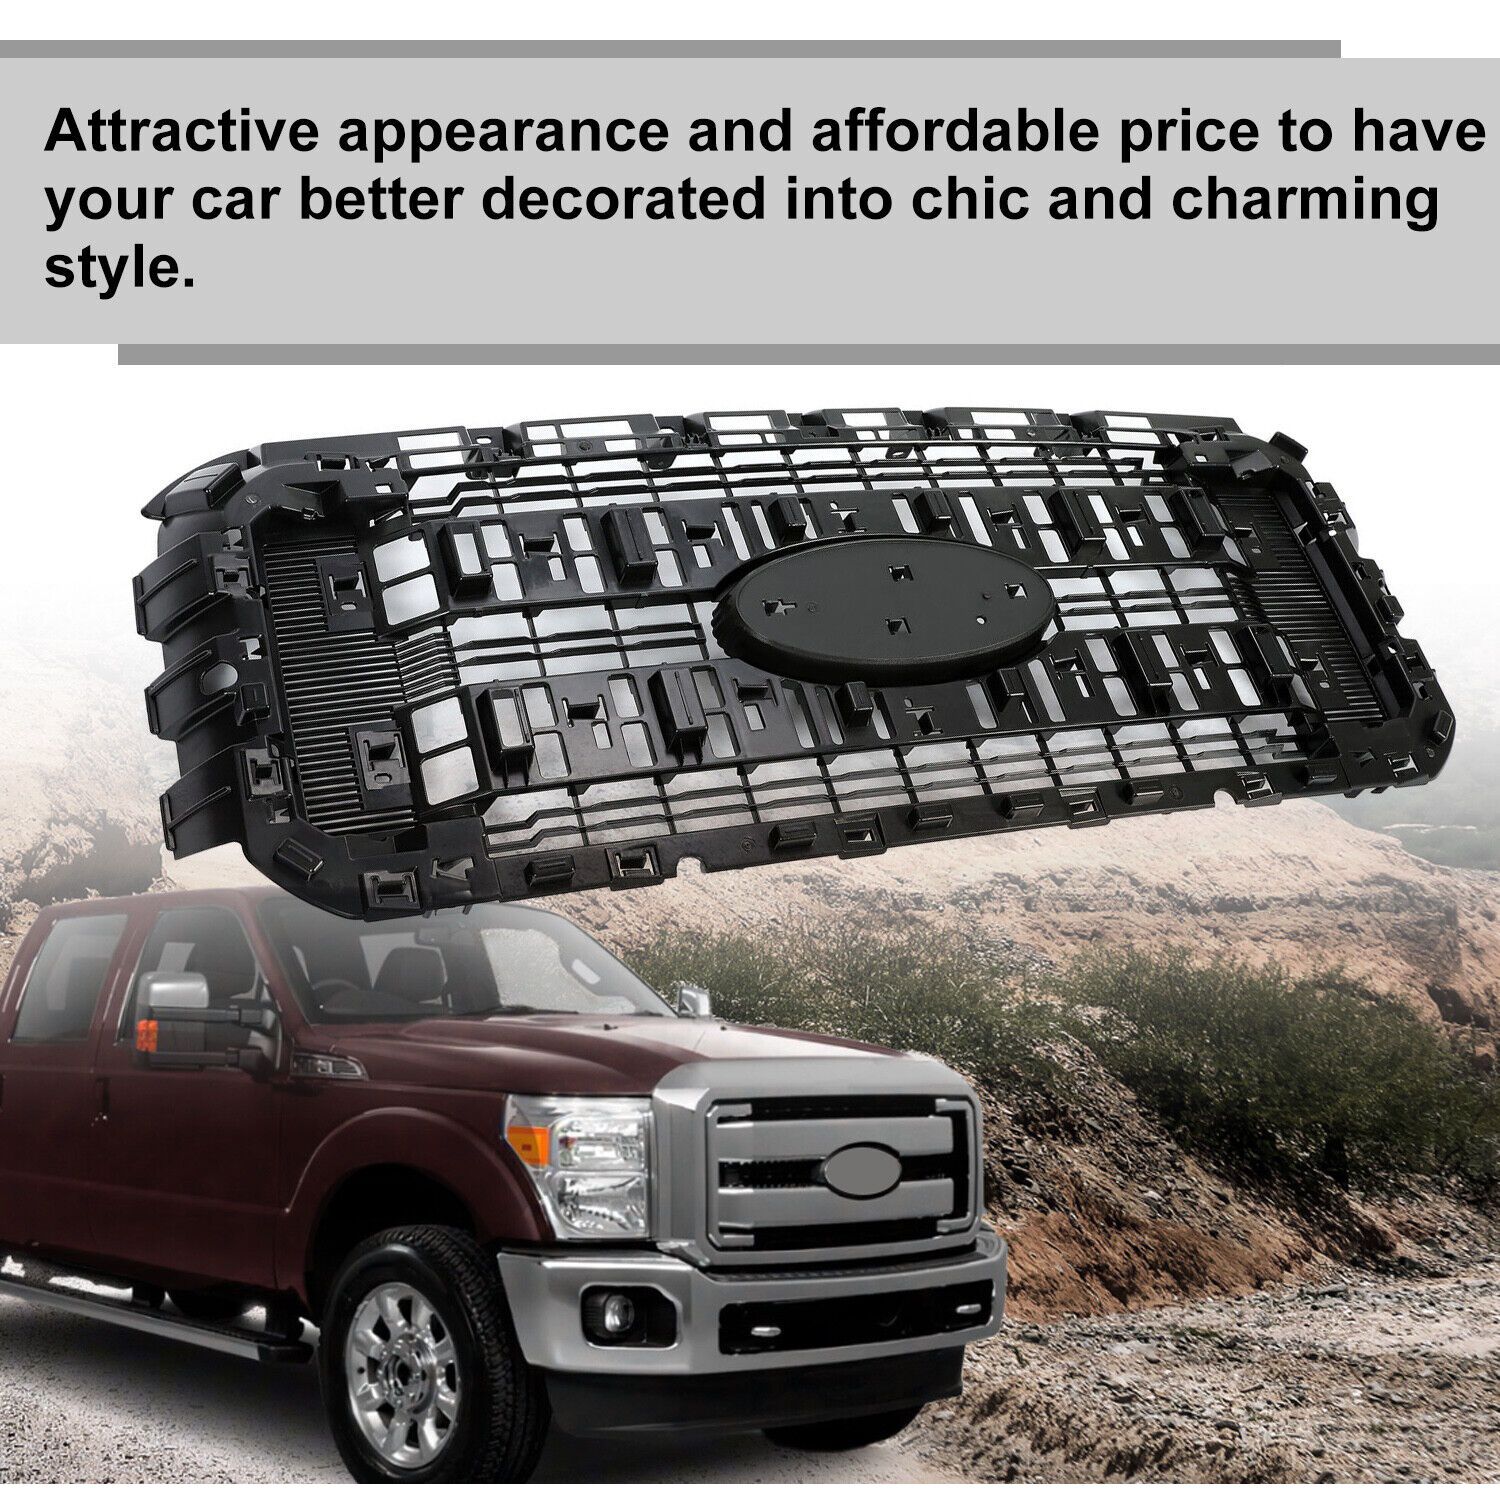 Attractive appearance and affordable price to have
your car better decorated into chic and charming
style.